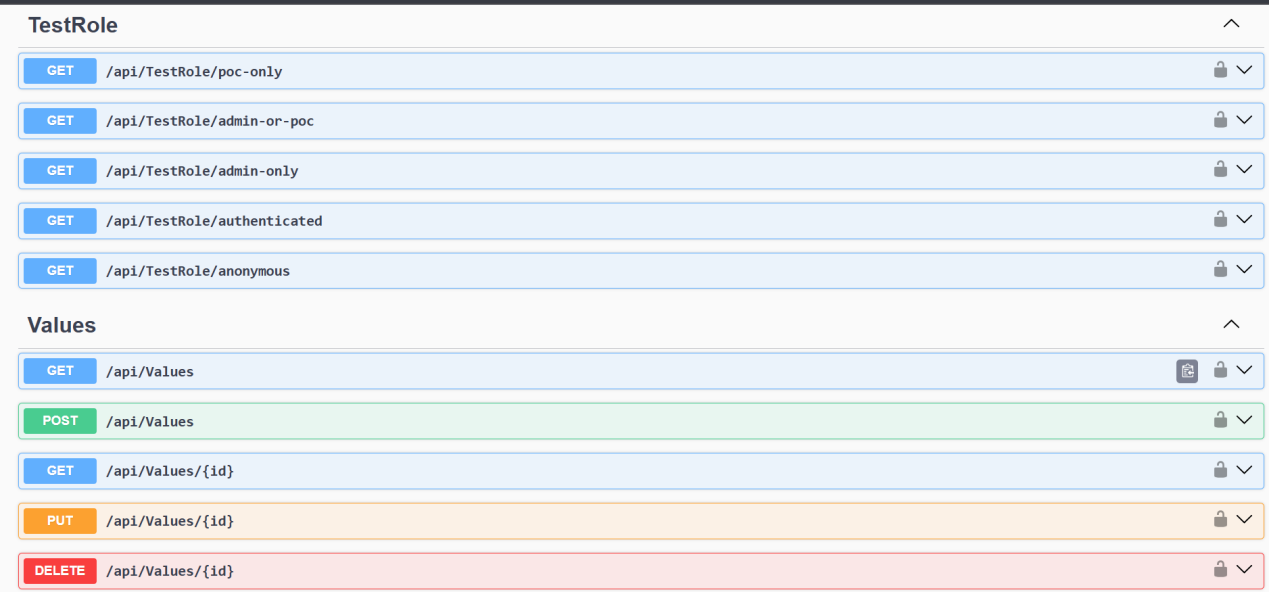 TestRole
GET /api/TestRole/poc-only
GET /api/TestRole/admin-or-poc
GET /api/TestRole/admin-only
GET /api/TestRole/authenticated
GET /api/TestRole/anonymous
Values
GET /api/Values
POST /api/Values
GET /api/Values/{id}
PUT /api/Values/{id}
DELETE /api/Values/{id}